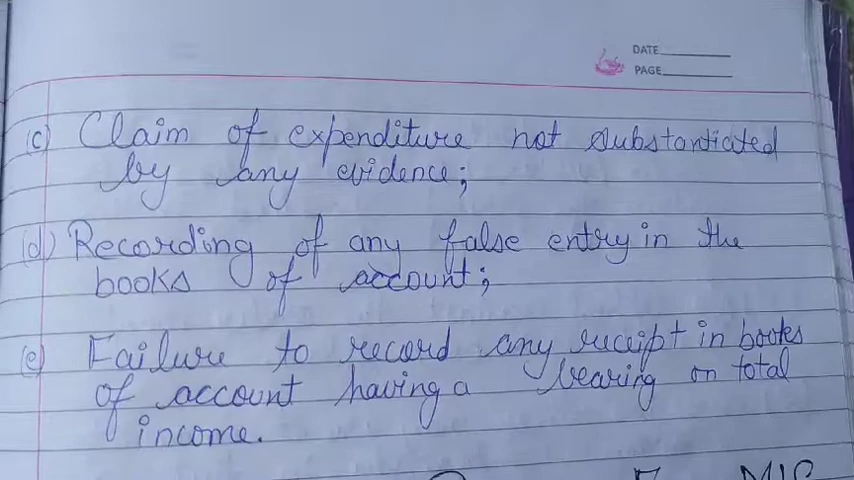 DATE
PAGE
(c) Claim of expenditure not substantiated
by any evidence;
(d) Recording of any false entry in the
books of account;
(e) Failure to record any receipt in books
of account having a bearing on total
income.